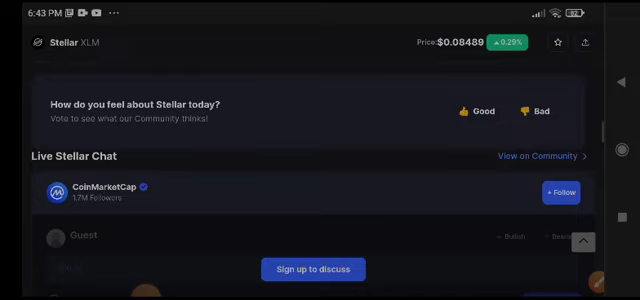 6:43 PM
82
Stellar XLM Price:$0.08489 0.29%
How do you feel about Stellar today?
Vote to see what our Community thinks!
👍 Good 👎 Bad
Live Stellar Chat View on Community >
CoinMarketCap
1.7M Followers
+ Follow
Guest
Bullish
Sign up to discuss